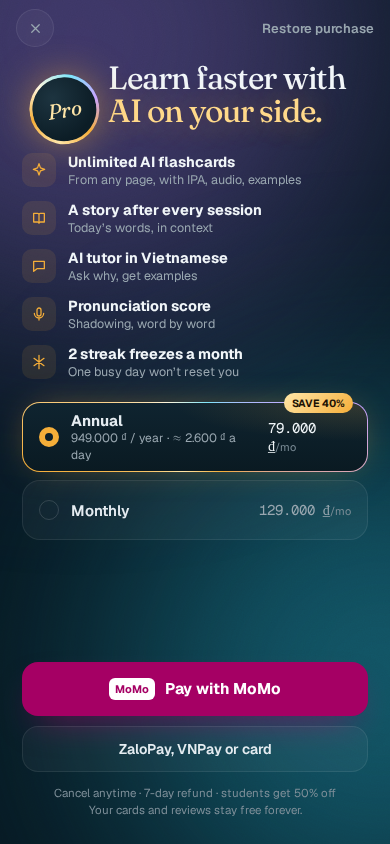 Restore purchase
Pro
Learn faster with
AI on your side.
Unlimited AI flashcards
From any page, with IPA, audio, examples
A story after every session
Today's words, in context
AI tutor in Vietnamese
Ask why, get examples
Pronunciation score
Shadowing, word by word
2 streak freezes a month
One busy day won't reset you
SAVE 40%
Annual
949.000 ₫ / year · ≈ 2.600 ₫ a
day
79.000
₫/mo
Monthly
129.000 ₫/mo
MoMo Pay with MoMo
ZaloPay, VNPay or card
Cancel anytime · 7-day refund · students get 50% off
Your cards and reviews stay free forever.